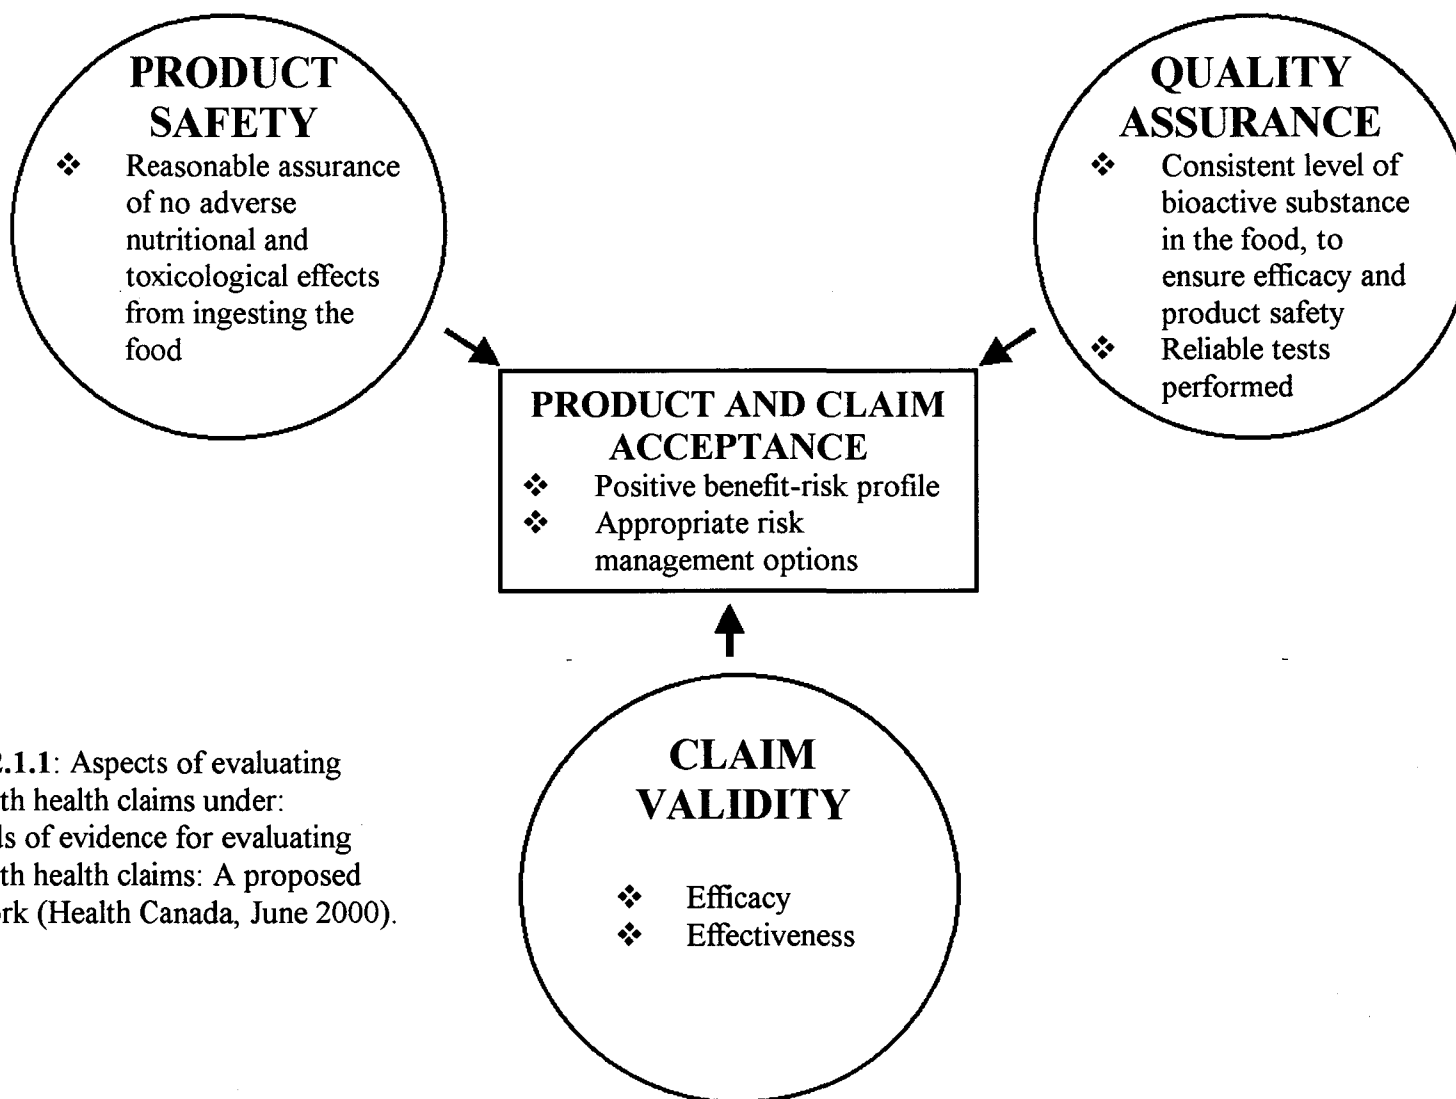 PRODUCT
SAFETY
❖ Reasonable assurance
of no adverse
nutritional and
toxicological effects
from ingesting the
food
QUALITY
ASSURANCE
❖ Consistent level of
bioactive substance
in the food, to
ensure efficacy and
product safety
❖ Reliable tests
performed
PRODUCT AND CLAIM
ACCEPTANCE
❖ Positive benefit-risk profile
❖ Appropriate risk
management options
CLAIM
VALIDITY
❖ Efficacy
❖ Effectiveness
2.1.1: Aspects of evaluating
th health claims under:
ds of evidence for evaluating
th health claims: A proposed
ork (Health Canada, June 2000).